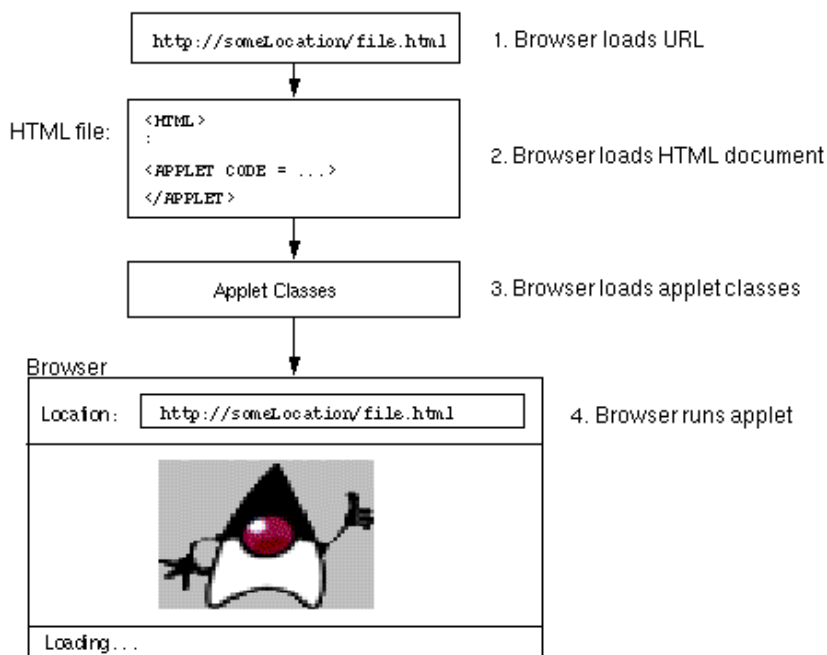 http://someLocation/file.html
1. Browser loads URL
HTML file:
<HTML>
:
<APPLET CODE = ...>
</APPLET>
2. Browser loads HTML document
Applet Classes
3. Browser loads applet classes
Browser
Location:
http://someLocation/file.html
4. Browser runs applet
Loading...